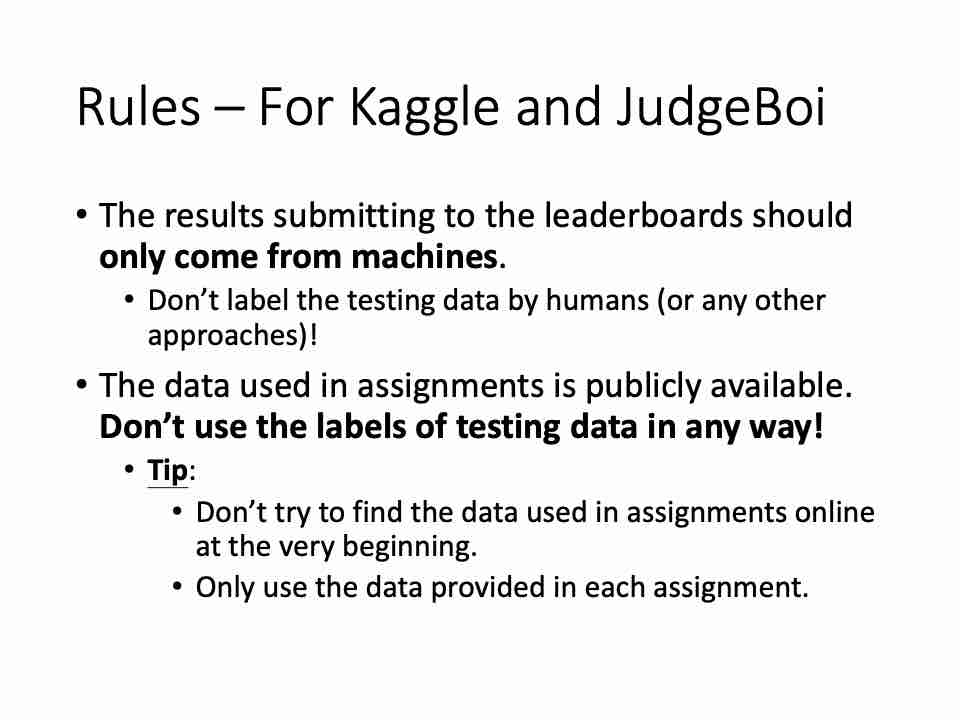 Rules – For Kaggle and JudgeBoi
• The results submitting to the leaderboards should
only come from machines.
• Don’t label the testing data by humans (or any other
approaches)!
• The data used in assignments is publicly available.
Don’t use the labels of testing data in any way!
• Tip:
• Don’t try to find the data used in assignments online
at the very beginning.
• Only use the data provided in each assignment.